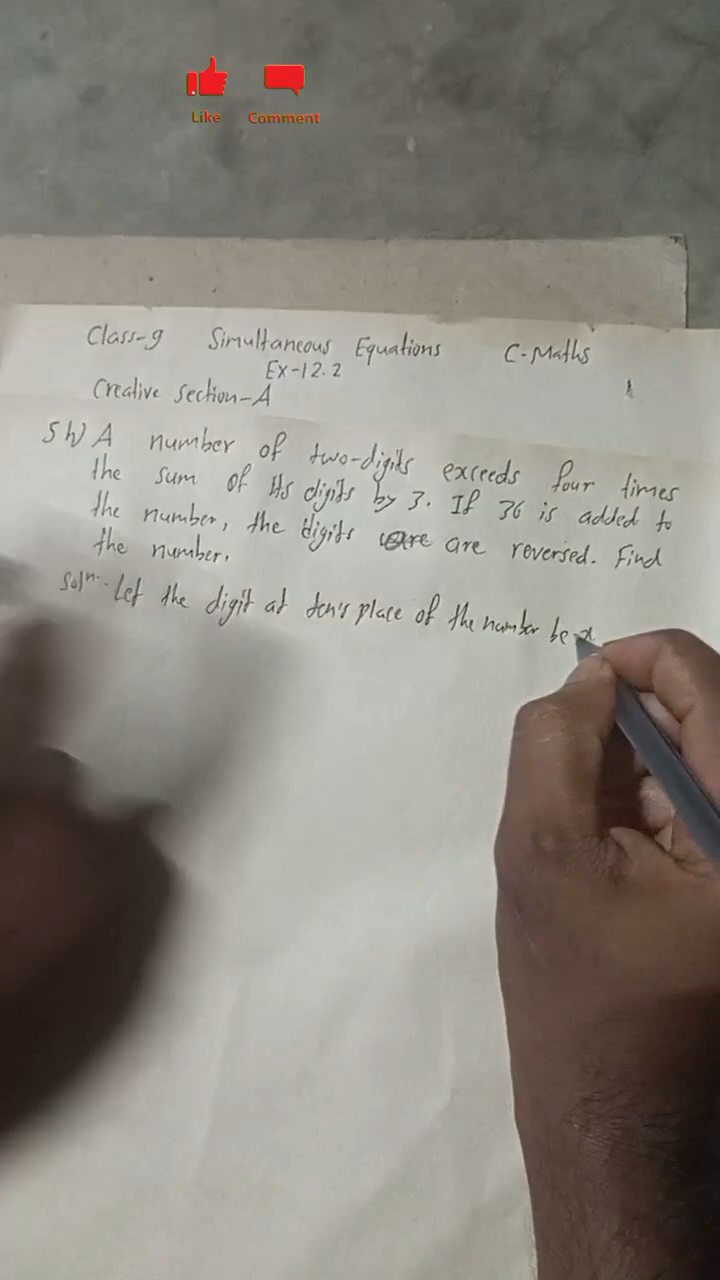 Like Comment
Class-9 Simultaneous Equations C-Maths
Ex-12.2
Creative Section-A
5 h) A number of two-digits exceeds four times
the sum of its digits by 3. If 36 is added to
the number, the digits are are reversed. Find
the number.
Solⁿ. Let the digit at ten's place of the number be x